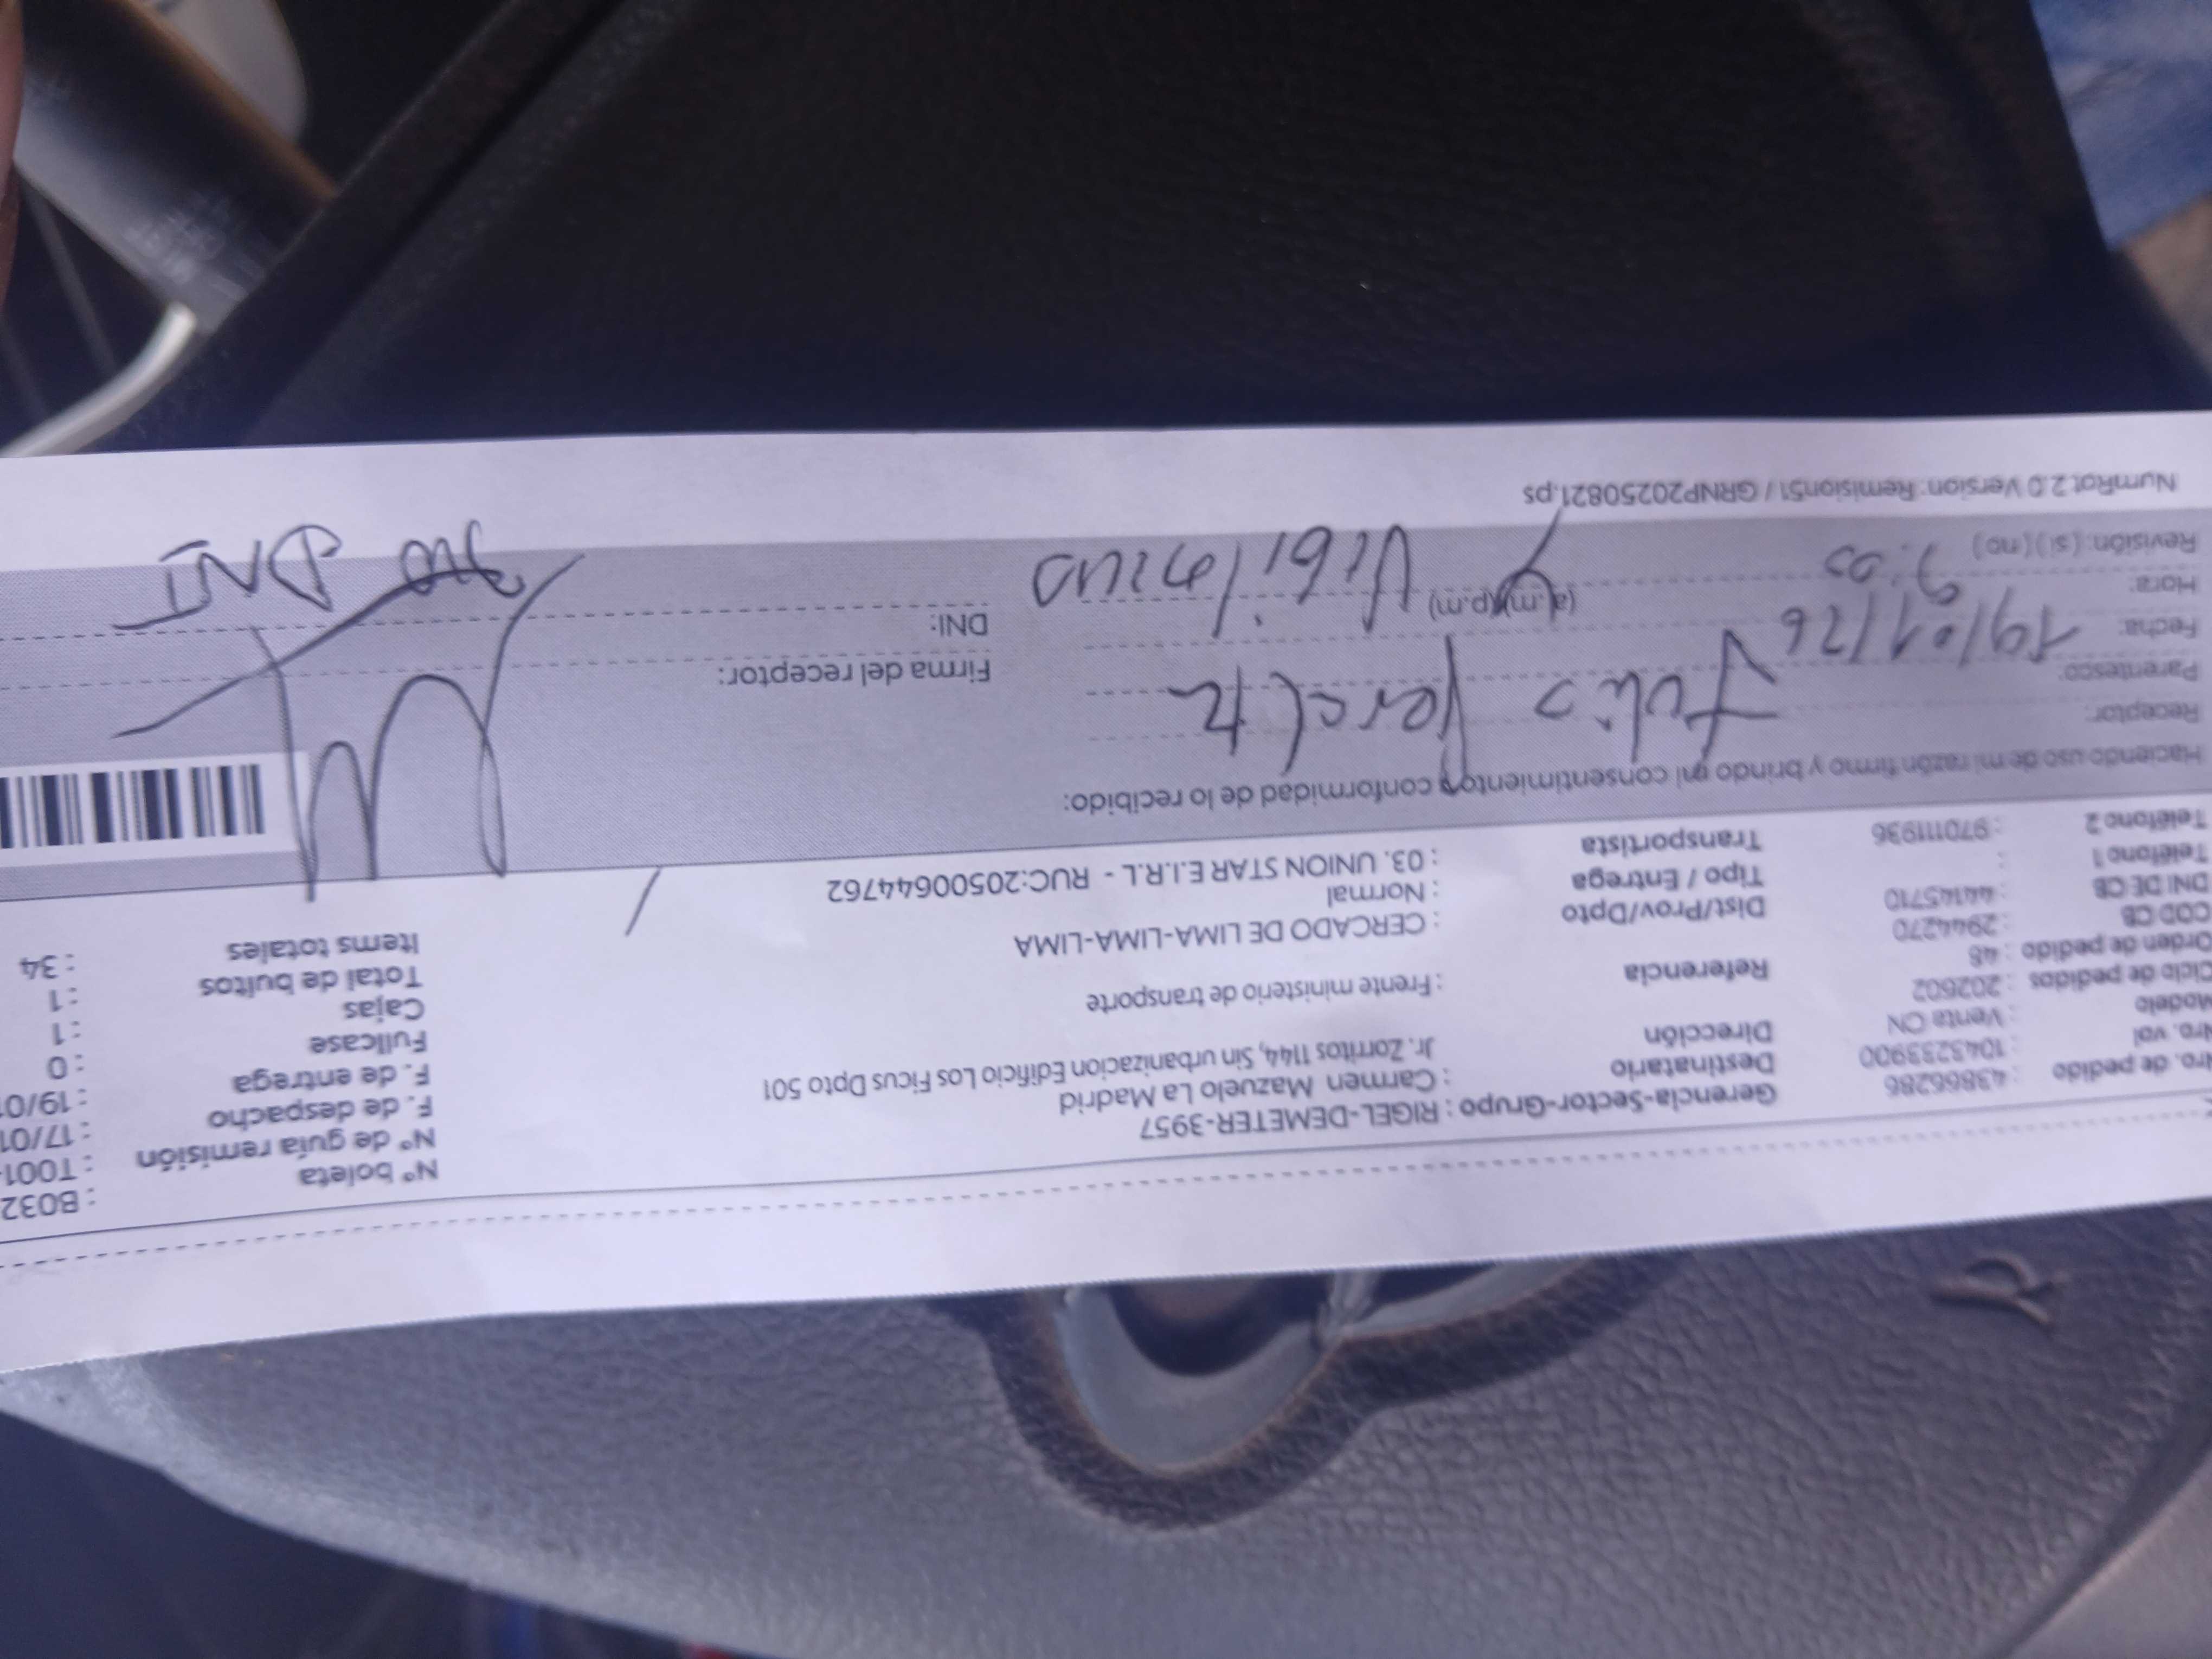 Nro. de pedido : 43866286
Nro. vol : 1043233900
Modelo : Venta CN
Ciclo de pedidos : 202602
Orden de pedido : 48
COD CB : 2944270
DNI DE CB : 44145710
Teléfono 1 :
Teléfono 2 : 970111936
Gerencia-Sector-Grupo : RIGEL-DEMETER-3957
Destinatario : Carmen Mazuelo La Madrid
Dirección Jr. Zorritos 1144, Sin urbanizacion Edificio Los Ficus Dpto 501
Referencia : Frente ministerio de transporte
Dist/Prov/Dpto : CERCADO DE LIMA-LIMA-LIMA
Tipo / Entrega : Normal
Transportista : 03. UNION STAR E.I.R.L - RUC:20500644762
N° boleta : B032
N° de guía remisión : T001-
F. de despacho : 17/01
F. de entrega : 19/01
Fullcase : 0
Cajas : 1
Total de bultos : 1
Items totales : 34
Haciendo uso de mi razón firmo y brindo mi consentimiento y conformidad de lo recibido:
Receptor: Julio
Parentesco:
Fecha: 19/01/26
Hora: 9:05 (a.m)(p.m) Vigilancia
Revisión: (si)(no)
Firma del receptor:
DNI: no DNI
NumRot 2.0 Version: Remision51 / GRNP20250821.ps